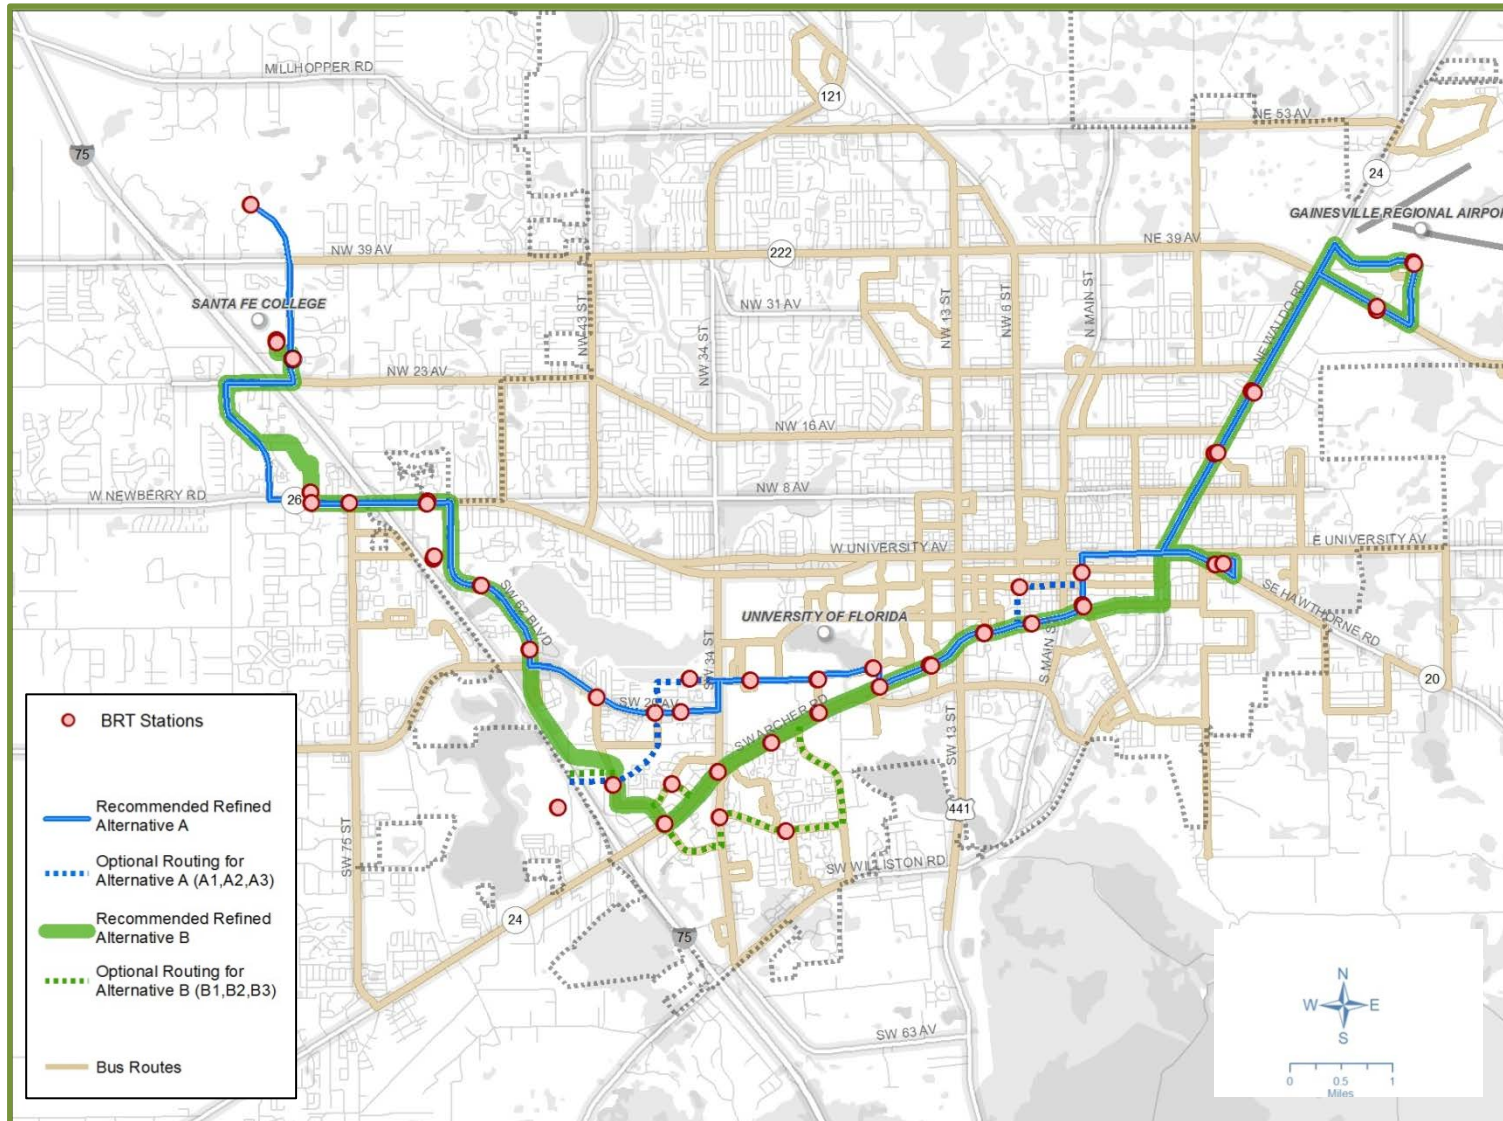 MILLHOPPER RD
121
75
NE 53 AV
24
GAINESVILLE REGIONAL AIRPOR
NW 39 AV
222
NE 39 AV
SANTA FE COLLEGE
NW 43 ST
NW 31 AV
NW 34 ST
NW 13 ST
NW 6 ST
N MAIN ST
NE WALDO RD
NW 23 AV
NW 16 AV
W NEWBERRY RD
26
NW 8 AV
W UNIVERSITY AV
E UNIVERSITY AV
SW 62 BLVD
UNIVERSITY OF FLORIDA
SE HAWTHORNE RD
SW 34 ST
S MAIN S
20
SW 20 AV
SW ARCHER RD
SW 13 ST
441
SW 75 ST
SW WILLISTON RD
24
75
SW 63 AV
BRT Stations
Recommended Refined
Alternative A
Optional Routing for
Alternative A (A1,A2,A3)
Recommended Refined
Alternative B
Optional Routing for
Alternative B (B1,B2,B3)
Bus Routes
N
W E
S
0 0.5 1
Miles